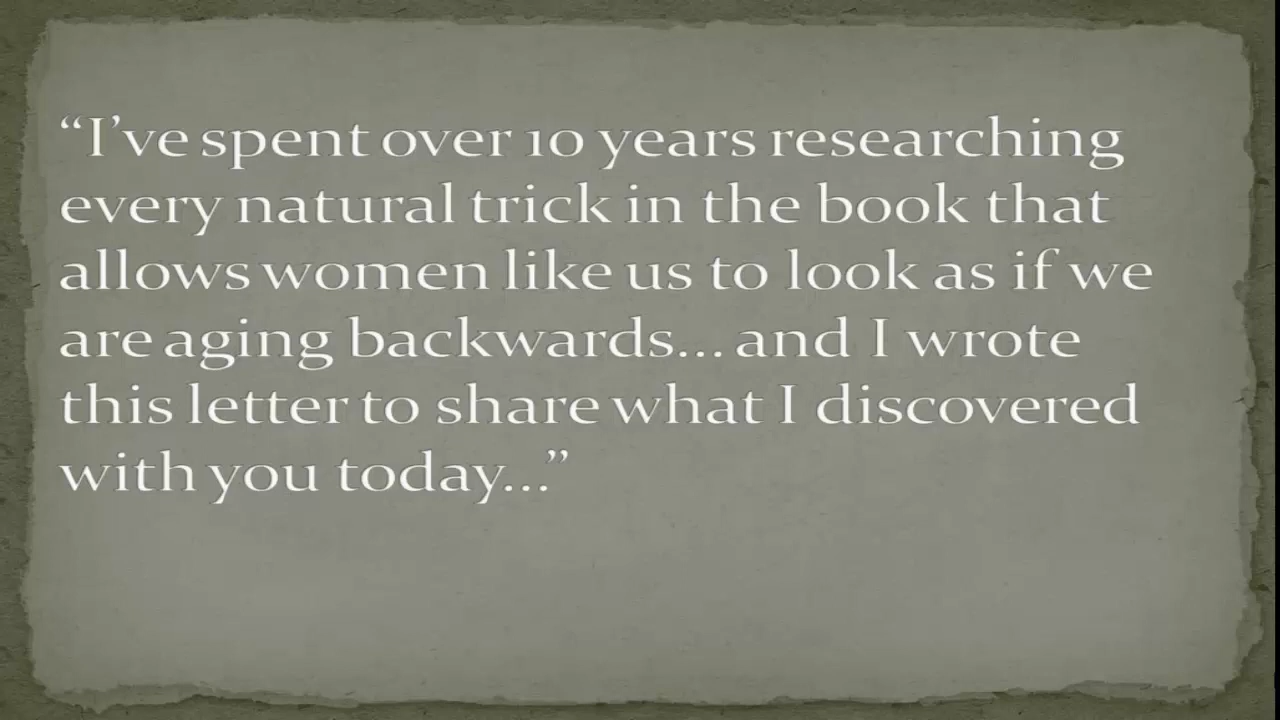 “I’ve spent over 10 years researching
every natural trick in the book that
allows women like us to look as if we
are aging backwards... and I wrote
this letter to share what I discovered
with you today...”